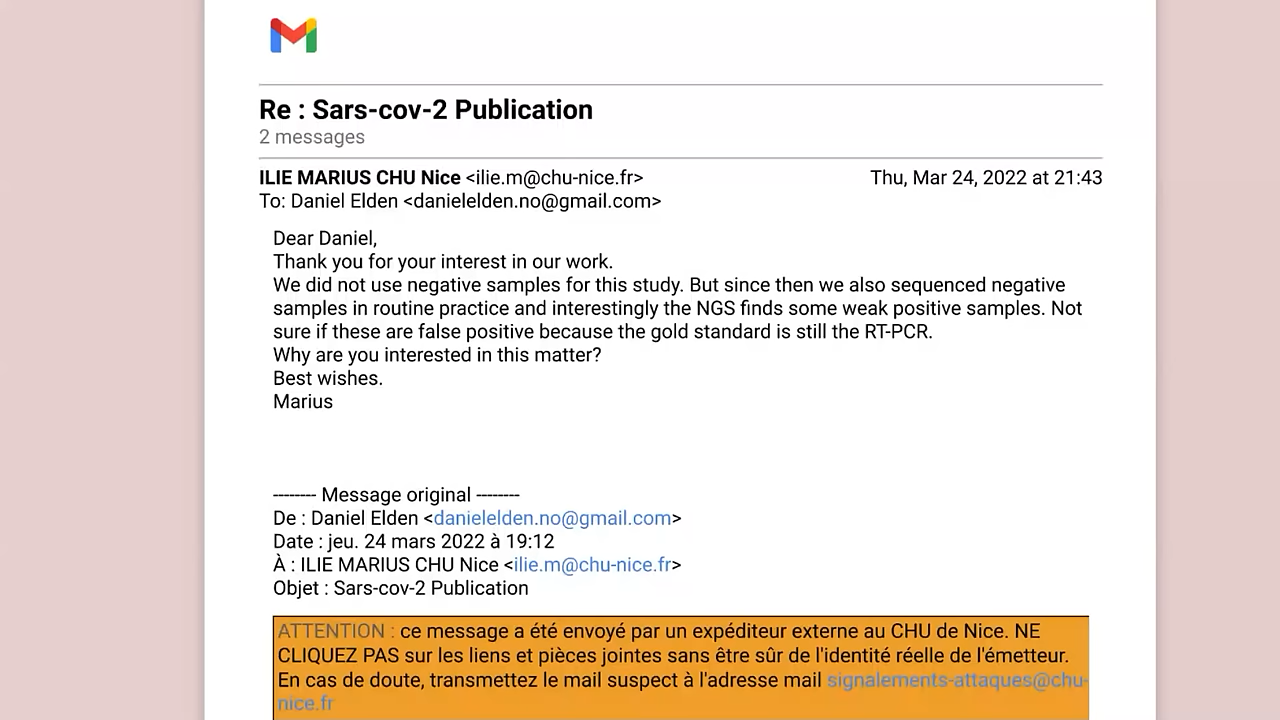 Re : Sars-cov-2 Publication
2 messages
ILIE MARIUS CHU Nice <ilie.m@chu-nice.fr> Thu, Mar 24, 2022 at 21:43
To: Daniel Elden <danielelden.no@gmail.com>
Dear Daniel,
Thank you for your interest in our work.
We did not use negative samples for this study. But since then we also sequenced negative
samples in routine practice and interestingly the NGS finds some weak positive samples. Not
sure if these are false positive because the gold standard is still the RT-PCR.
Why are you interested in this matter?
Best wishes.
Marius
-------- Message original --------
De : Daniel Elden <danielelden.no@gmail.com>
Date : jeu. 24 mars 2022 à 19:12
À : ILIE MARIUS CHU Nice <ilie.m@chu-nice.fr>
Objet : Sars-cov-2 Publication
ATTENTION : ce message a été envoyé par un expéditeur externe au CHU de Nice. NE
CLIQUEZ PAS sur les liens et pièces jointes sans être sûr de l'identité réelle de l'émetteur.
En cas de doute, transmettez le mail suspect à l'adresse mail signalements-attaques@chu-
nice.fr